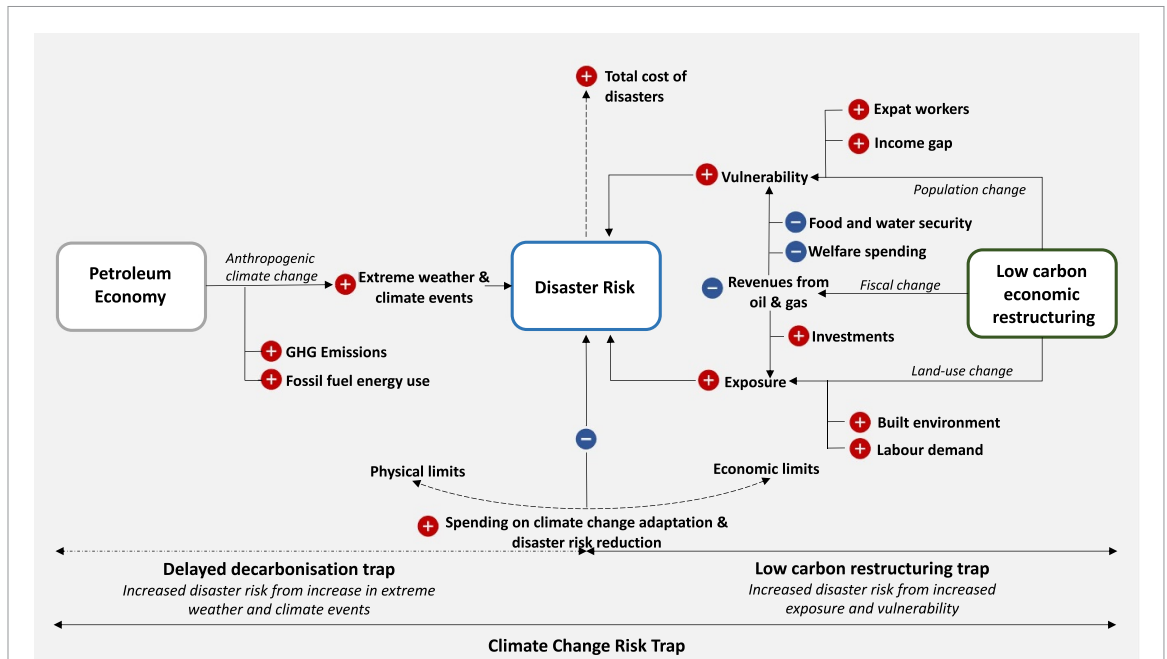 Total cost of
disasters
Expat workers
Income gap
Vulnerability
Population change
Food and water security
Welfare spending
Anthropogenic
climate change
Petroleum
Economy
Extreme weather &
climate events
Disaster Risk
Revenues from
oil & gas
Fiscal change
Low carbon
economic
restructuring
Investments
GHG Emissions
Fossil fuel energy use
Exposure
Land-use change
Built environment
Labour demand
Physical limits
Economic limits
Spending on climate change adaptation &
disaster risk reduction
Delayed decarbonisation trap
Increased disaster risk from increase in extreme
weather and climate events
Low carbon restructuring trap
Increased disaster risk from increased
exposure and vulnerability
Climate Change Risk Trap